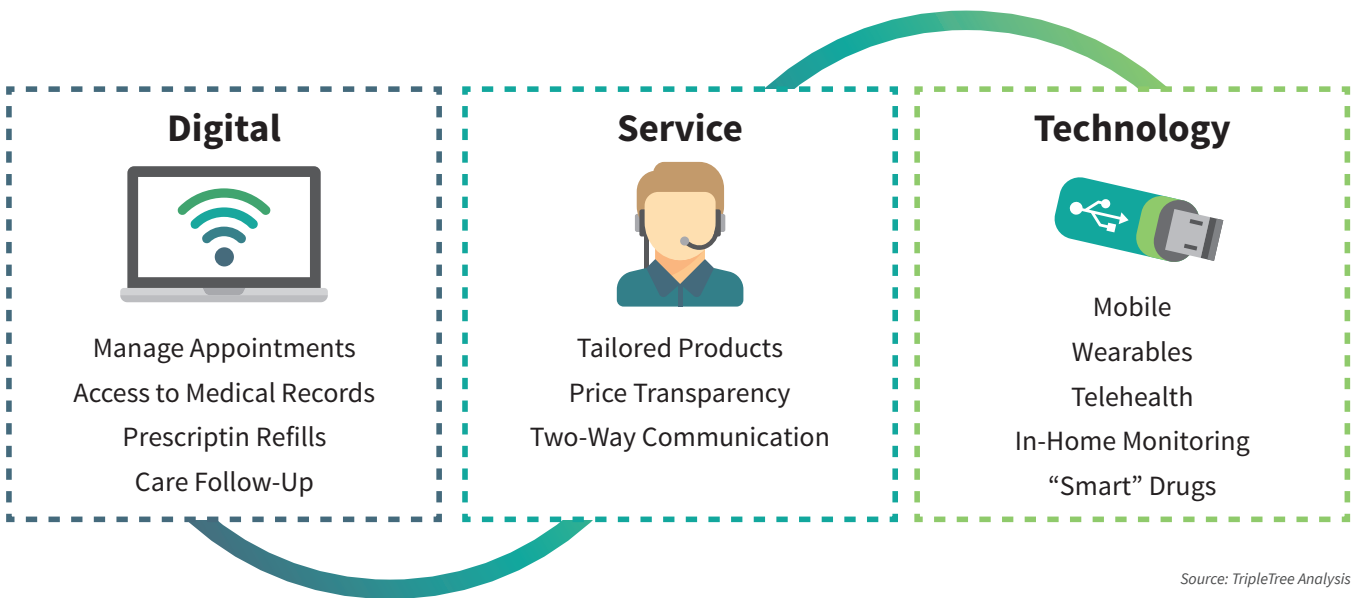 Digital
Manage Appointments
Access to Medical Records
Prescriptin Refills
Care Follow-Up
Service
Tailored Products
Price Transparency
Two-Way Communication
Technology
Mobile
Wearables
Telehealth
In-Home Monitoring
“Smart” Drugs
Source: TripleTree Analysis